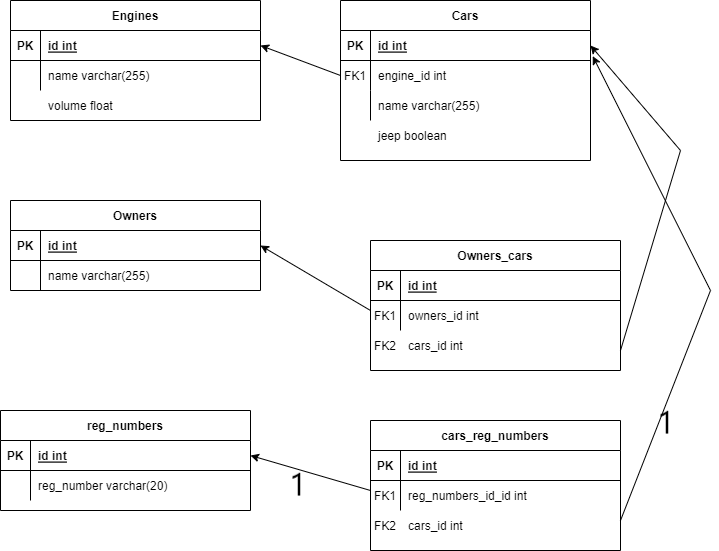 Engines
PK id int
name varchar(255)
volume float
Cars
PK id int
FK1 engine_id int
name varchar(255)
jeep boolean
Owners
PK id int
name varchar(255)
Owners_cars
PK id int
FK1 owners_id int
FK2 cars_id int
reg_numbers
PK id int
reg_number varchar(20)
1
cars_reg_numbers
PK id int
FK1 reg_numbers_id_id int
FK2 cars_id int
1